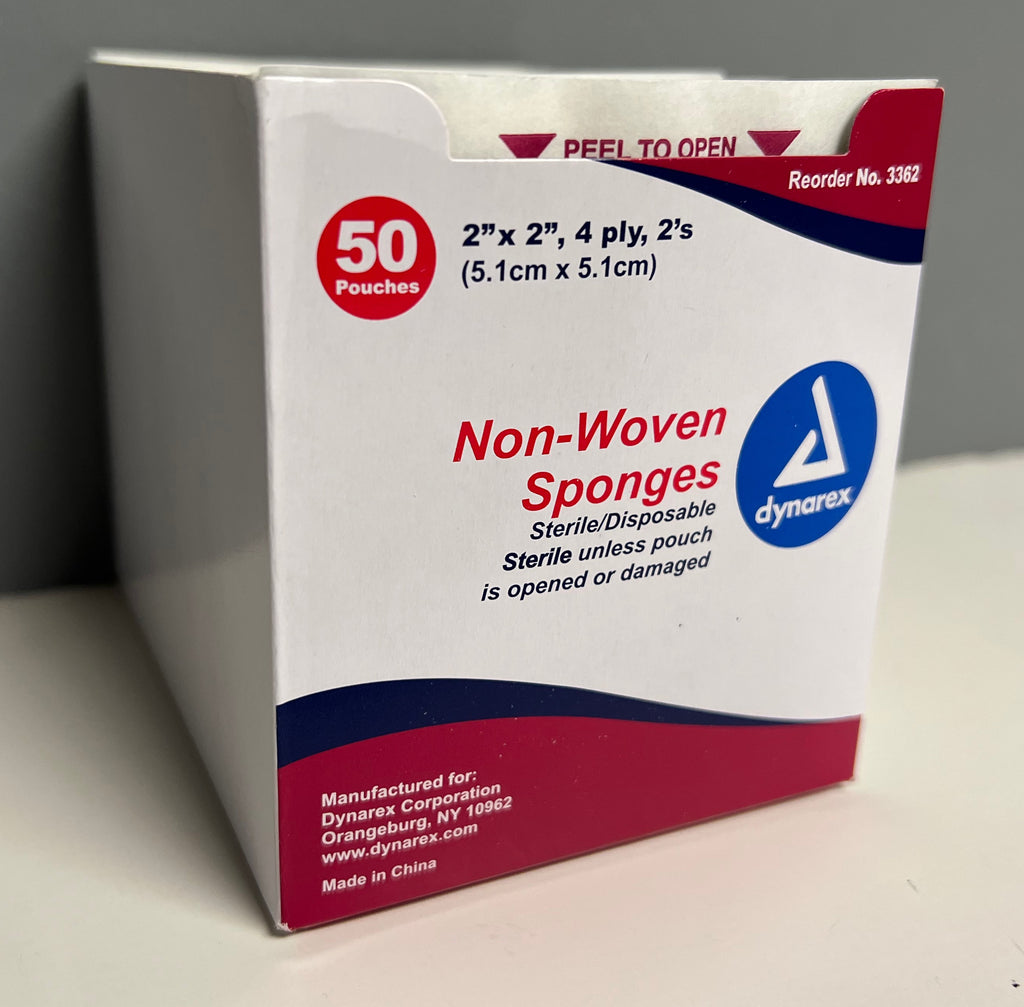 PEEL TO OPEN
Reorder No. 3362
50
Pouches
2”x 2”, 4 ply, 2’s
(5.1cm x 5.1cm)
Non-Woven
Sponges
Sterile/Disposable
Sterile unless pouch
is opened or damaged
dynarex
Manufactured for:
Dynarex Corporation
Orangeburg, NY 10962
www.dynarex.com
Made in China